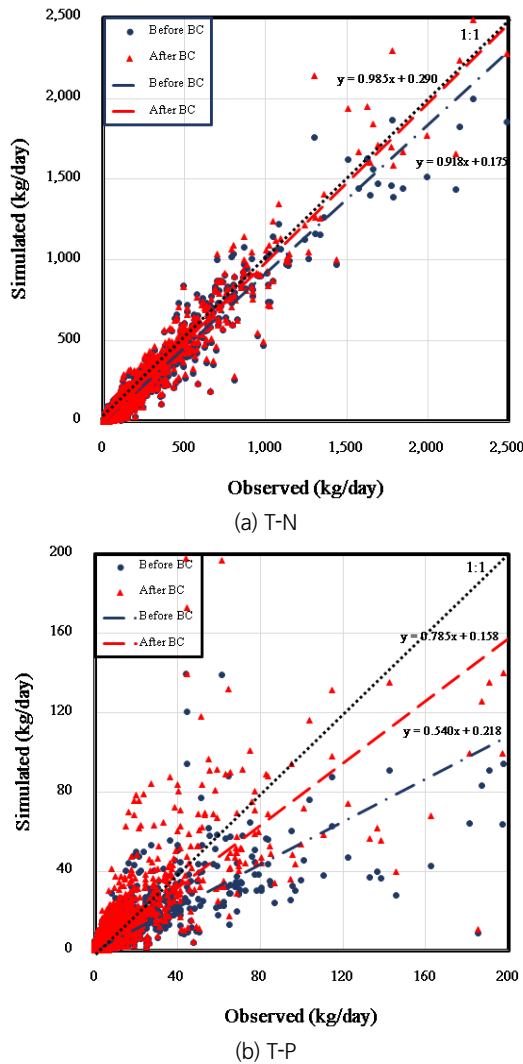 Before BC
After BC
Before BC
After BC
1:1
y = 0.985x + 0.290
y = 0.918x + 0.175
2,500
2,000
1,500
1,000
500
0
Simulated (kg/day)
0 500 1,000 1,500 2,000 2,500
Observed (kg/day)
(a) T-N
Before BC
After BC
Before BC
After BC
1:1
y = 0.785x + 0.158
y = 0.540x + 0.218
200
160
120
80
40
0
Simulated (kg/day)
0 40 80 120 160 200
Observed (kg/day)
(b) T-P